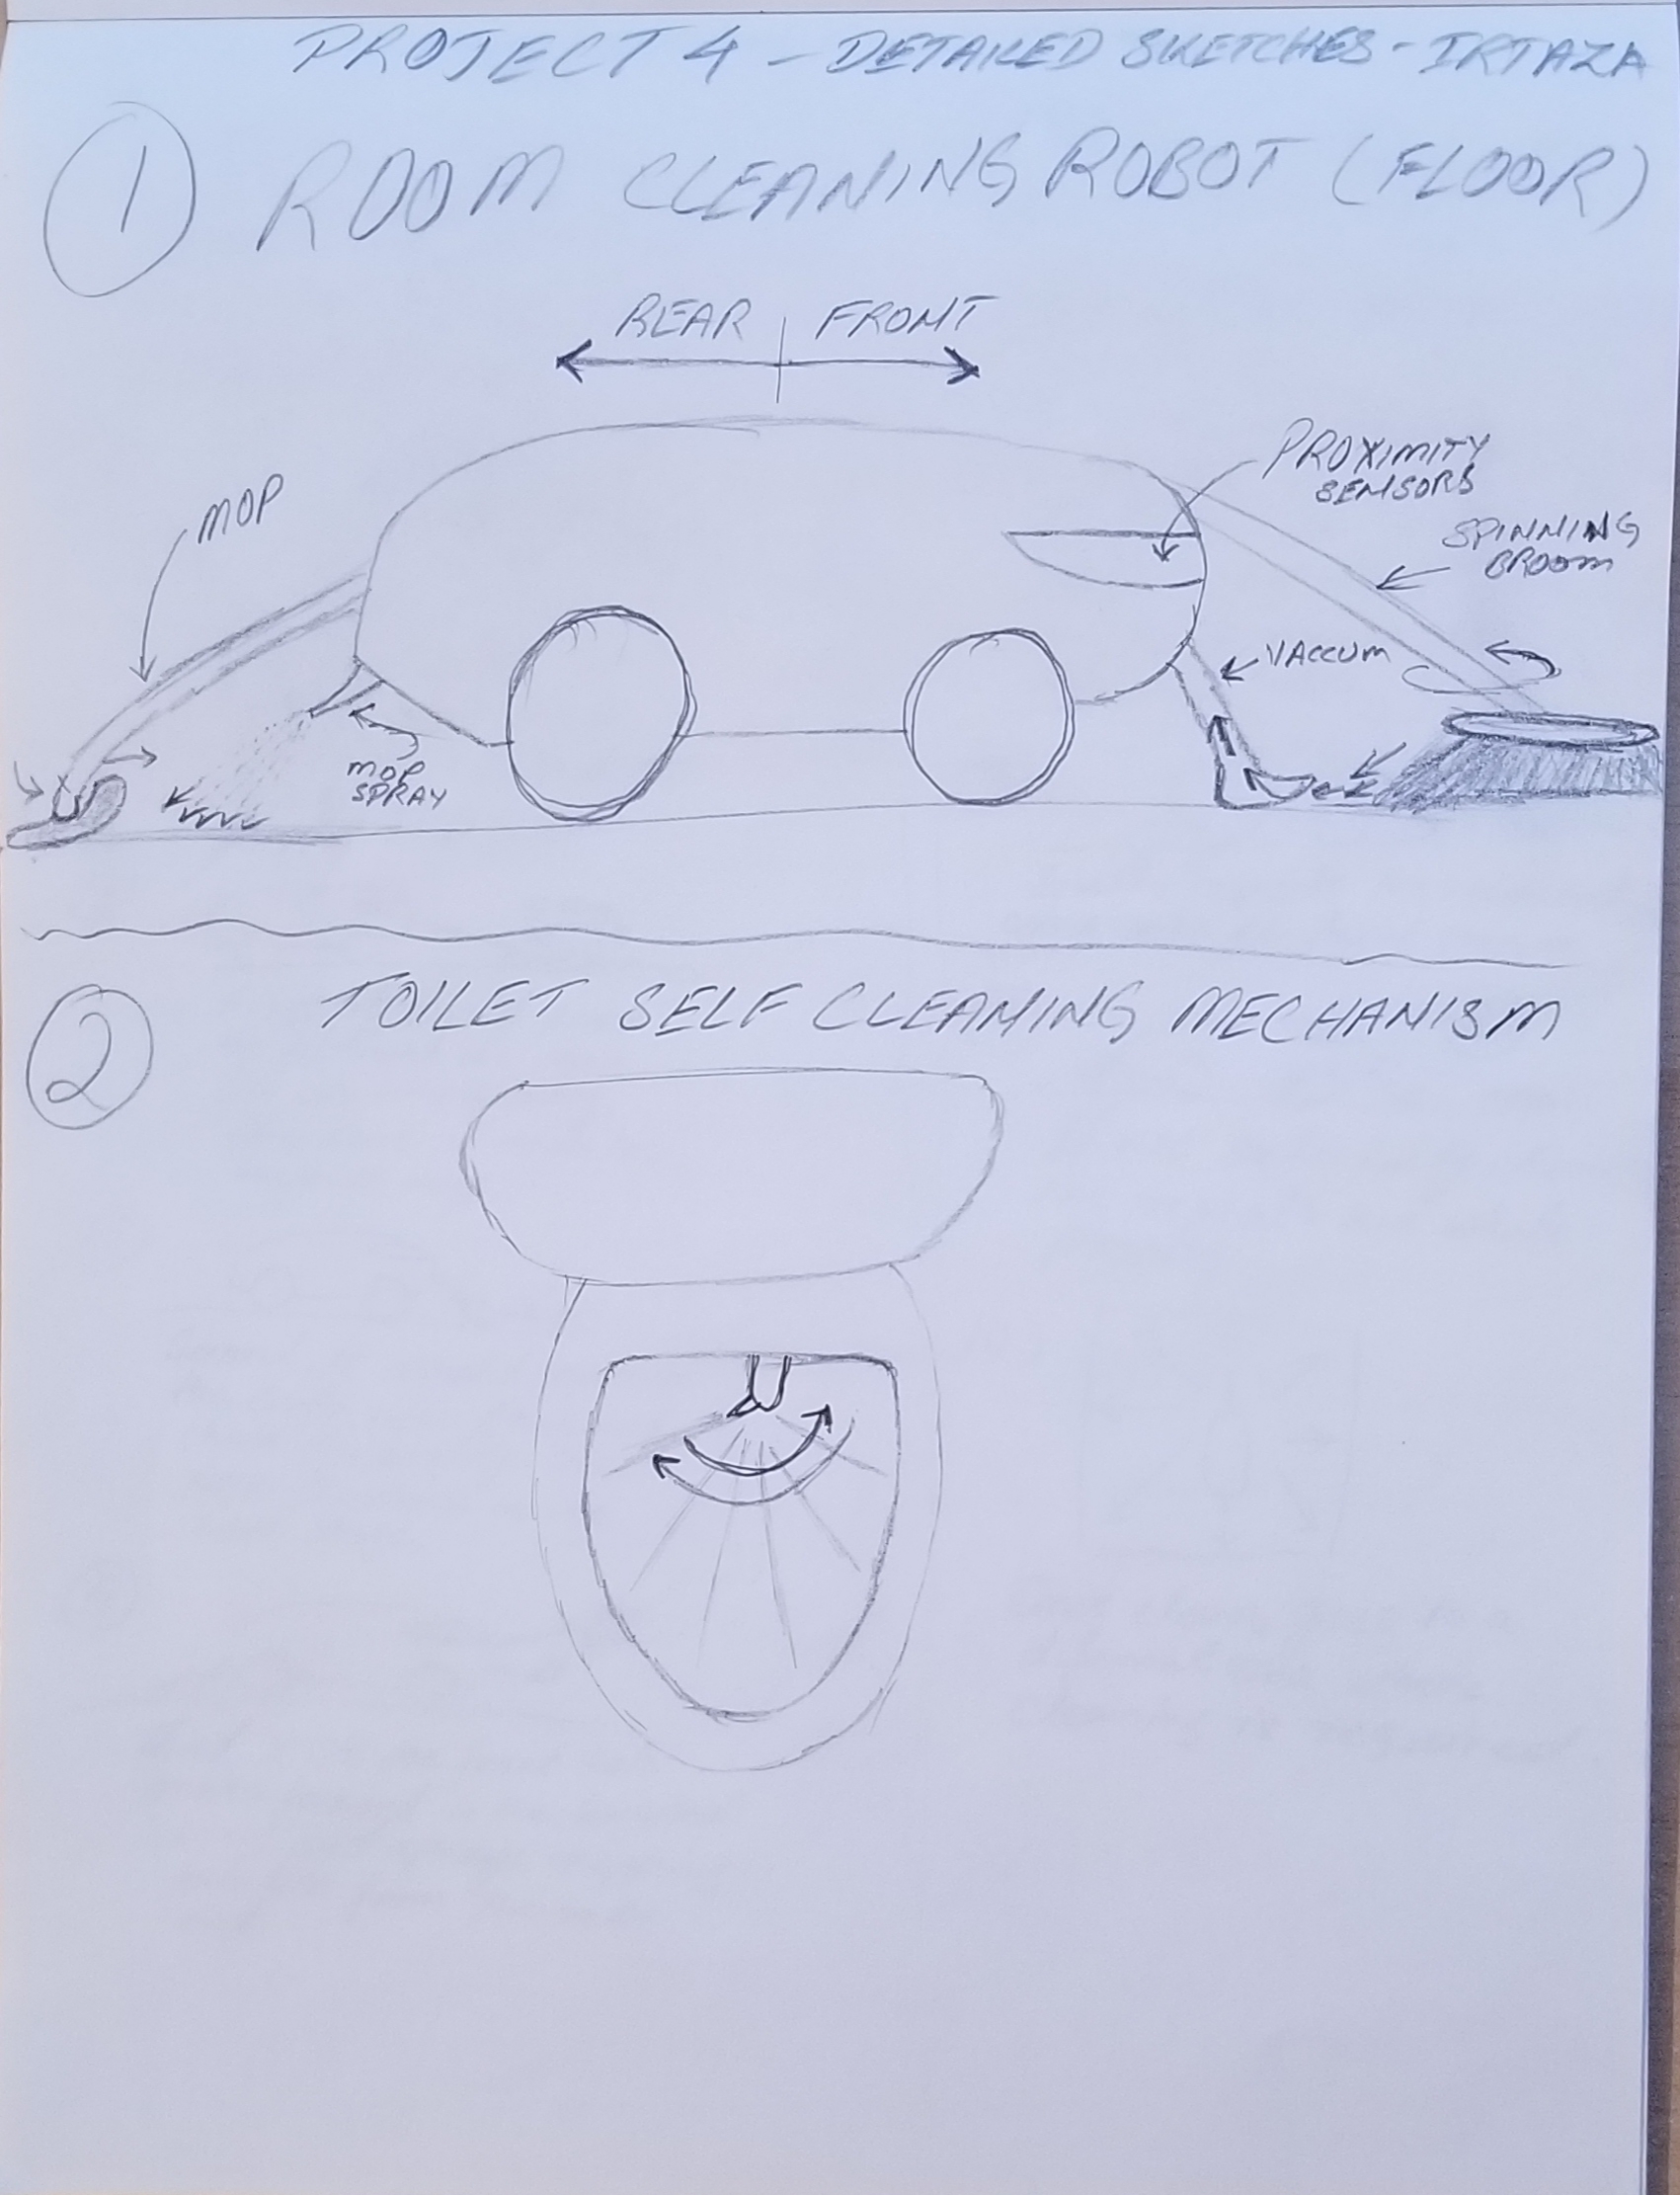 PROJECT 4 - DETAILED SKETCHES - IRTAZA
1 ROOM CLEANING ROBOT (FLOOR)
REAR FRONT
PROXIMITY
SENSORS
MOP
SPINNING
BROOM
VACCUM
MOP
SPRAY
2 TOILET SELF CLEANING MECHANISM